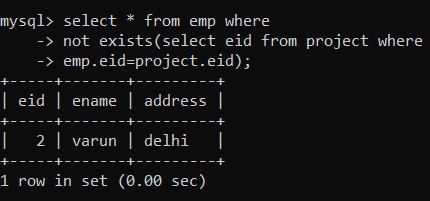 mysql> select * from emp where
    -> not exists(select eid from project where
    -> emp.eid=project.eid);
+-----+-------+---------+
| eid | ename | address |
+-----+-------+---------+
|   2 | varun | delhi   |
+-----+-------+---------+
1 row in set (0.00 sec)